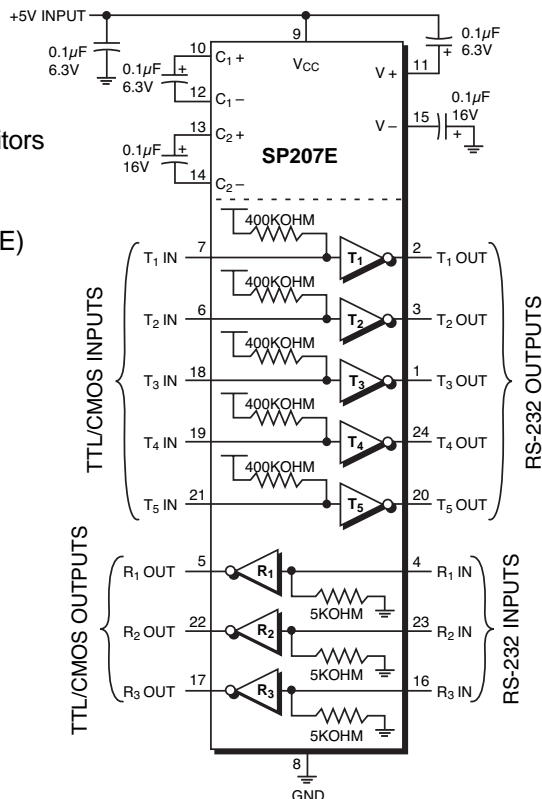 +5V INPUT
0.1µF
6.3V
10
C1+
9
VCC
11
V+
0.1µF
6.3V
0.1µF
6.3V
12
C1−
0.1µF
16V
15
V−
itors
13
C2+
0.1µF
16V
14
C2−
SP207E
E)
TTL/CMOS INPUTS
RS-232 OUTPUTS
400KOHM
T1 IN
7
T1
2
T1 OUT
400KOHM
T2 IN
6
T2
3
T2 OUT
400KOHM
T3 IN
18
T3
1
T3 OUT
400KOHM
T4 IN
19
T4
24
T4 OUT
400KOHM
T5 IN
21
T5
20
T5 OUT
TTL/CMOS OUTPUTS
RS-232 INPUTS
R1 OUT
5
R1
4
R1 IN
5KOHM
R2 OUT
22
R2
23
R2 IN
5KOHM
R3 OUT
17
R3
16
R3 IN
5KOHM
8
GND